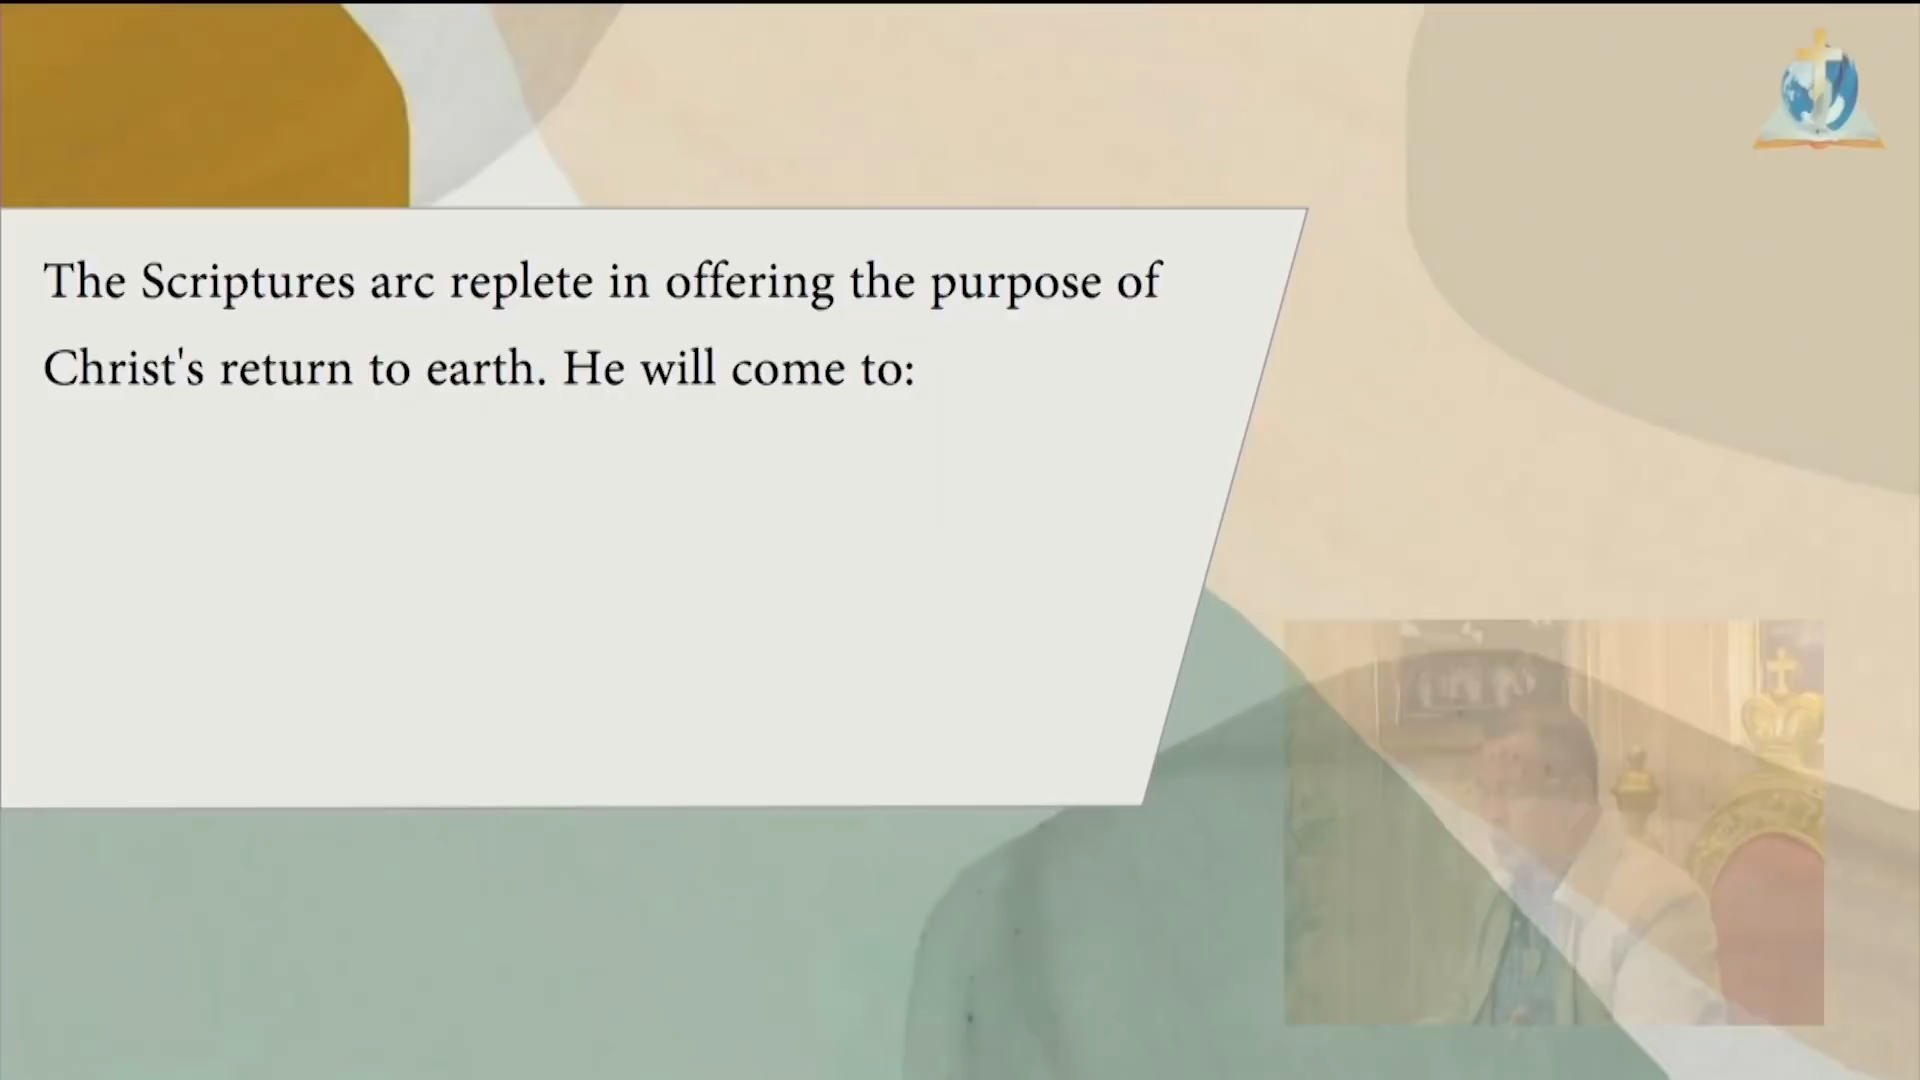 The Scriptures arc replete in offering the purpose of
Christ's return to earth. He will come to: